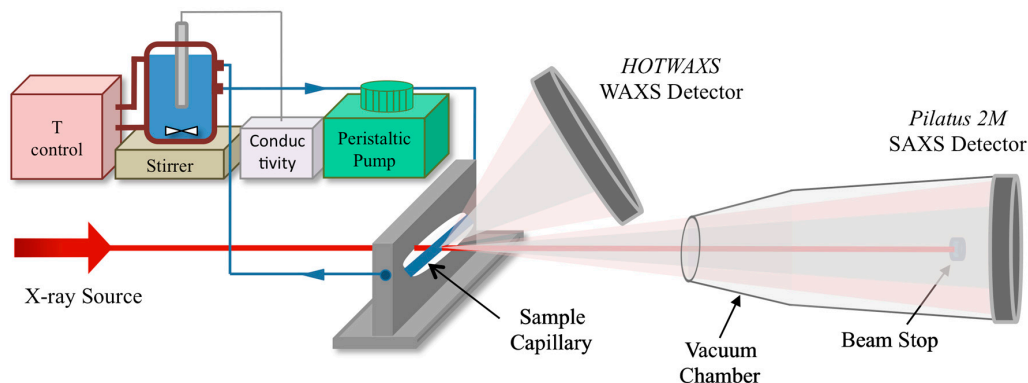 HOTWAXS
WAXS Detector
Pilatus 2M
SAXS Detector
T
control
Stirrer
Conduc
tivity
Peristaltic
Pump
X-ray Source
Sample
Capillary
Vacuum
Chamber
Beam Stop